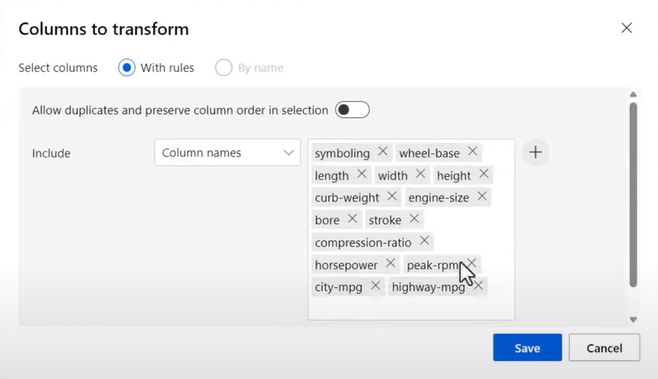 Columns to transform
Select columns With rules By name
Allow duplicates and preserve column order in selection
Include Column names symboling wheel-base
length width height
curb-weight engine-size
bore stroke
compression-ratio
horsepower peak-rpm
city-mpg highway-mpg
Save Cancel